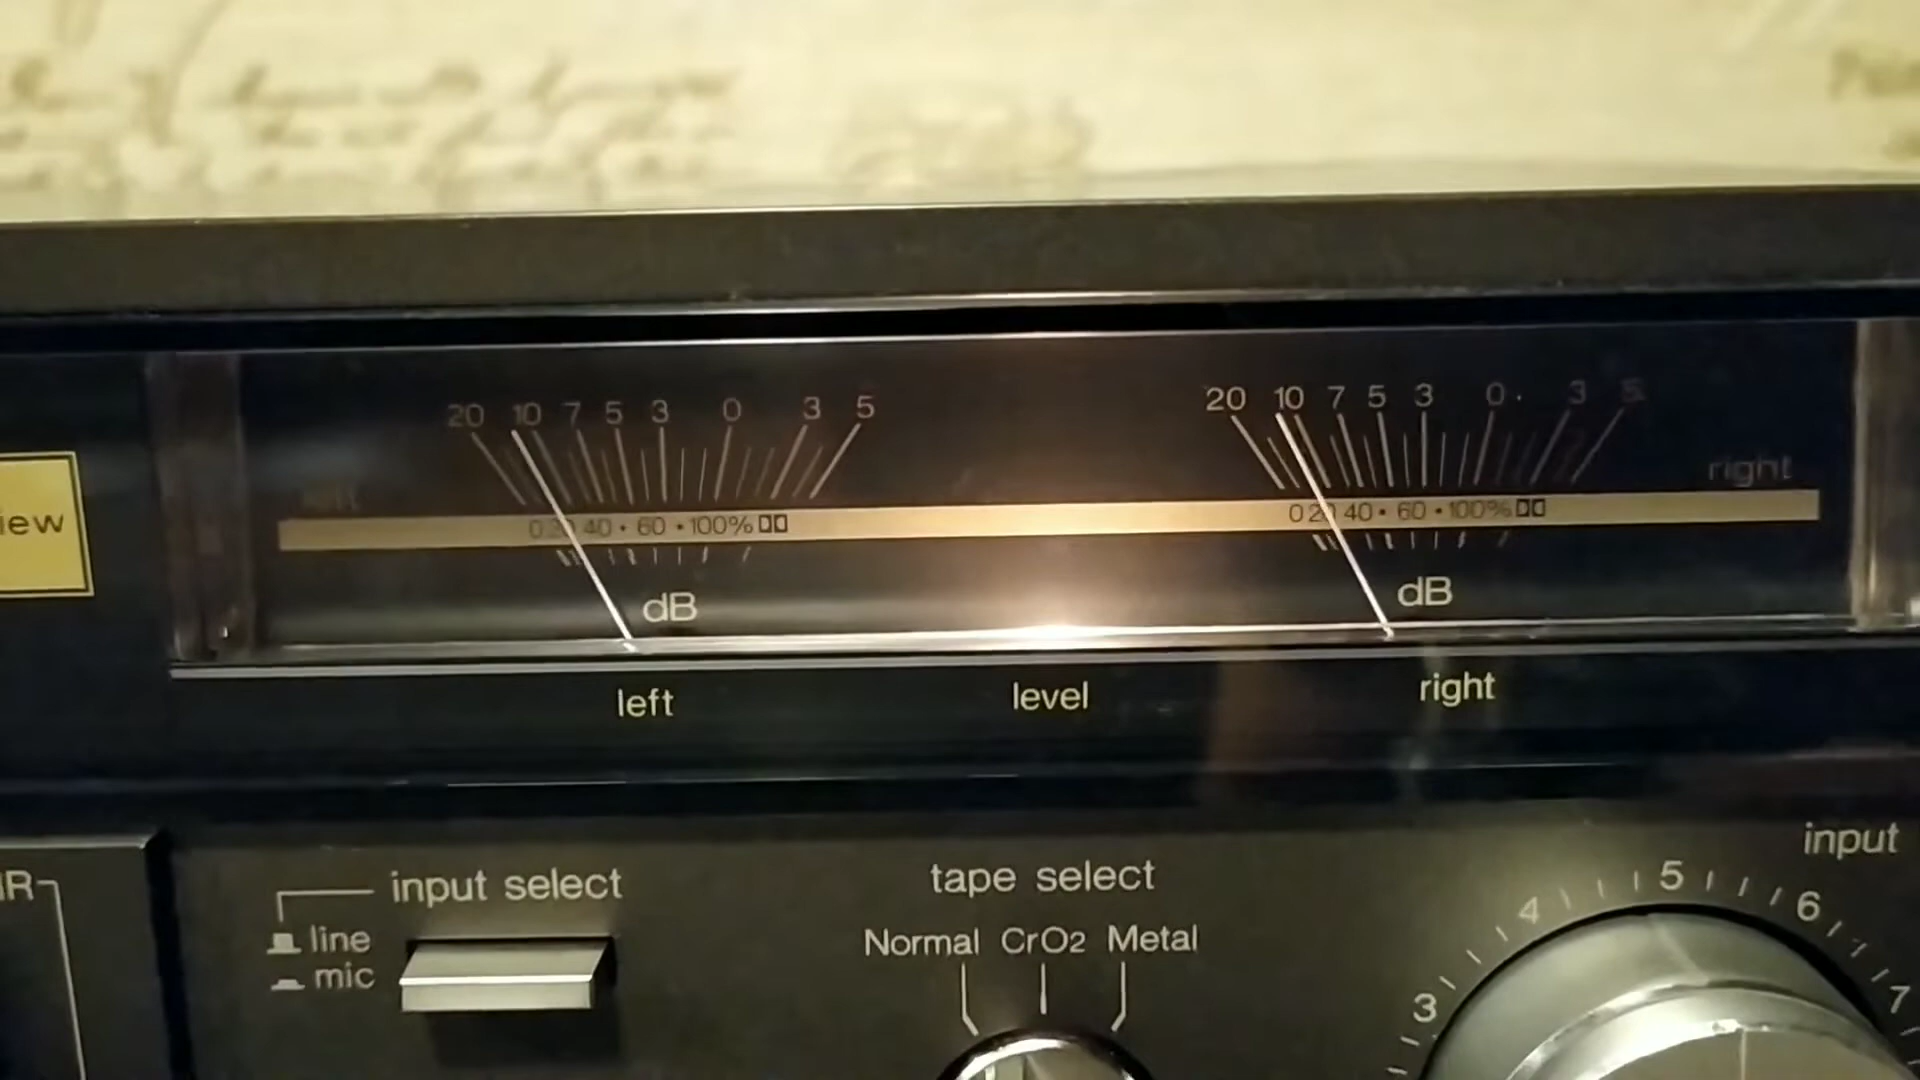 20 10 7 5 3 0 3 5
20 10 7 5 3 0 3 5
left
right
0 20 40 • 60 • 100%
0 20 40 • 60 • 100%
iew
dB
dB
left
level
right
input
input select
line
mic
tape select
Normal CrO2 Metal
IR
3 4 5 6 7